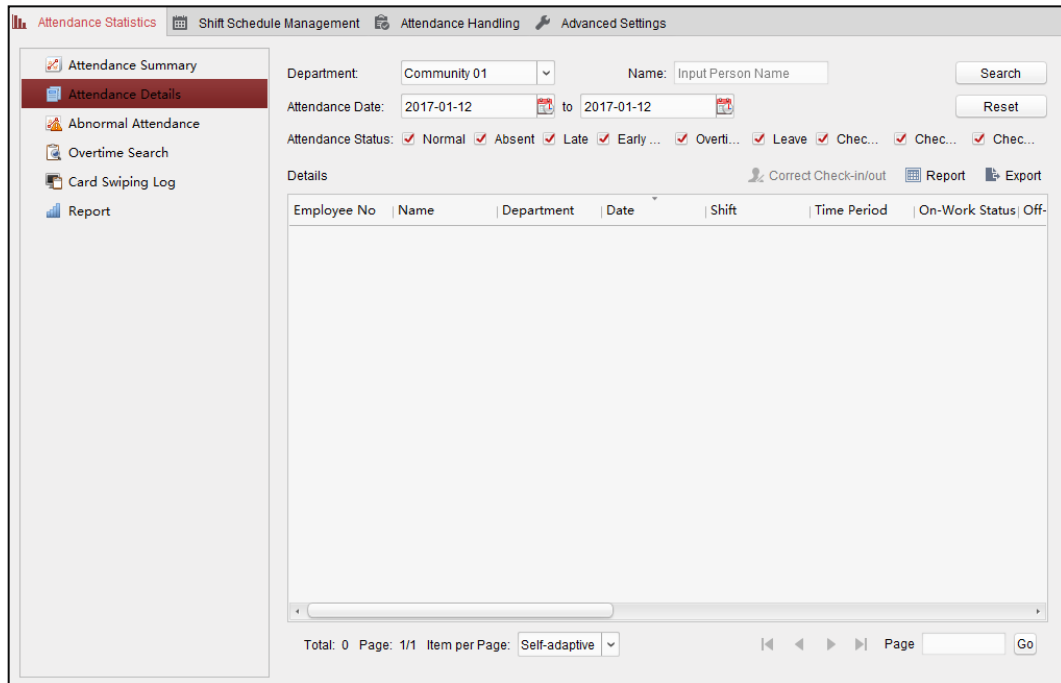 Attendance Statistics Shift Schedule Management Attendance Handling Advanced Settings
Attendance Summary
Attendance Details
Abnormal Attendance
Overtime Search
Card Swiping Log
Report
Department: Community 01 Name: Input Person Name Search
Attendance Date: 2017-01-12 to 2017-01-12 Reset
Attendance Status: Normal Absent Late Early ... Overti... Leave Chec... Chec... Chec...
Details Correct Check-in/out Report Export
Employee No Name Department Date Shift Time Period On-Work Status Off-
Total: 0 Page: 1/1 Item per Page: Self-adaptive Page Go